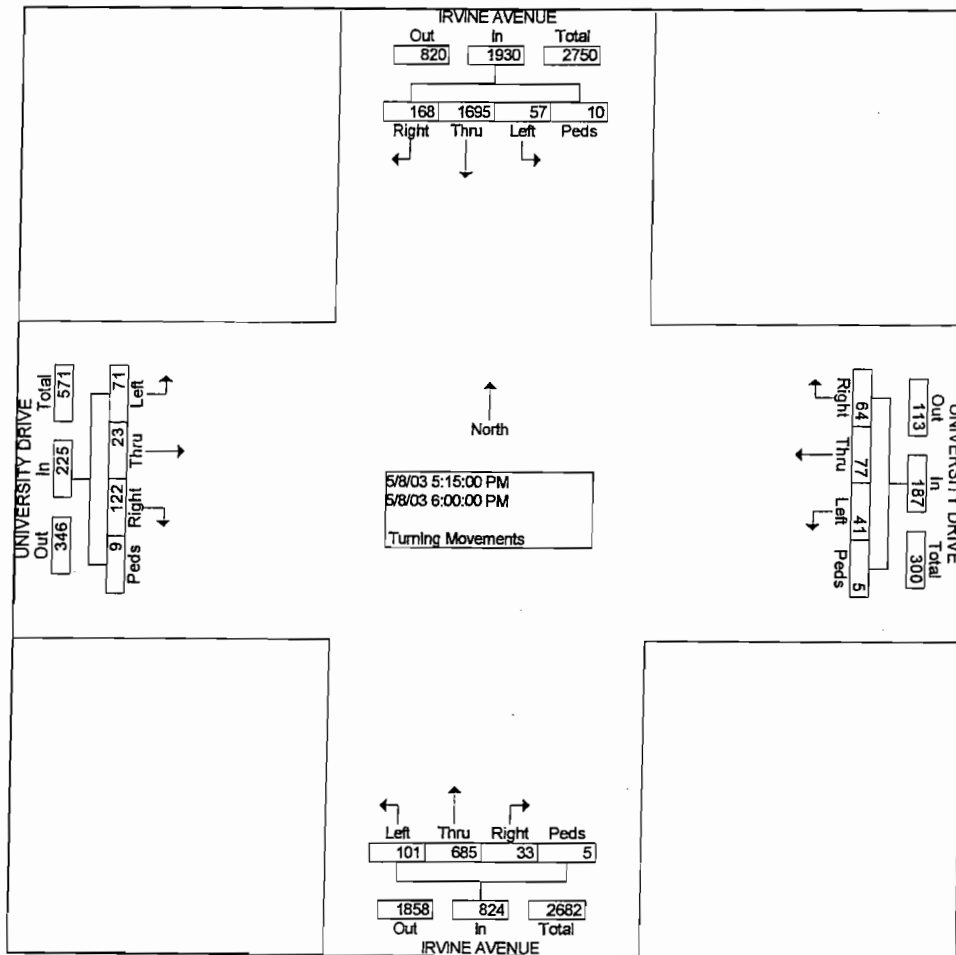 IRVINE AVENUE
Out In Total
820 1930 2750
168 1695 57 10
Right Thru Left Peds
UNIVERSITY DRIVE
Out In Total
346 225 571
Left Thru Right Peds
71 23 122 9
North
5/8/03 5:15:00 PM
5/8/03 6:00:00 PM
Turning Movements
UNIVERSITY DRIVE
Out In Total
113 187 300
64 77 41 5
Right Thru Left Peds
Left Thru Right Peds
101 685 33 5
1858 824 2682
Out In Total
IRVINE AVENUE